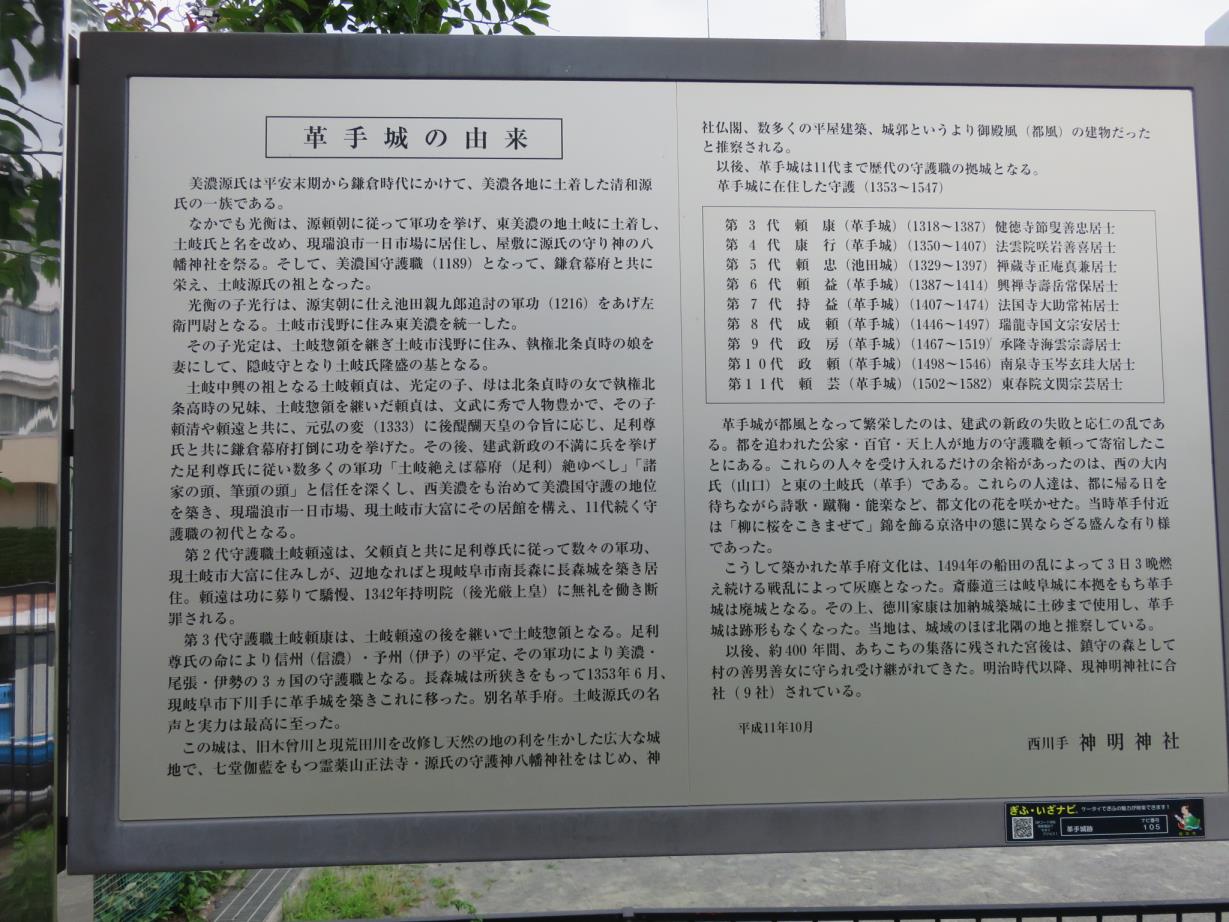 革手城の由来
美濃源氏は平安末期から鎌倉時代にかけて、美濃各地に土着した清和源
氏の一族である。
なかでも光衡は、源頼朝に従って軍功を挙げ、東美濃の地土岐に土着し、
土岐氏と名を改め、現瑞浪市一日市場に居住し、屋敷に源氏の守り神の八
幡神社を祭る。そして、美濃国守護職（1189）となって、鎌倉幕府と共に
栄え、土岐源氏の祖となった。
光衡の子光行は、源実朝に仕え池田親九郎追討の軍功（1216）をあげ左
衛門尉となる。土岐市浅野に住み東美濃を統一した。
その子光定は、土岐惣領を継ぎ土岐市浅野に住み、執権北条貞時の娘を
妻にして、隠岐守となり土岐氏隆盛の基となる。
土岐中興の祖となる土岐頼貞は、光定の子、母は北条貞時の女で執権北
条高時の兄妹、土岐惣領を継いだ頼貞は、文武に秀で人物豊かで、その子
頼清や頼遠と共に、元弘の変（1333）に後醍醐天皇の令旨に応じ、足利尊
氏と共に鎌倉幕府打倒に功を挙げた。その後、建武新政の不満に兵を挙げ
た足利尊氏に従い数多くの軍功「土岐絶えば幕府（足利）絶ゆべし」「諸
家の頭、筆頭の頭」と信任を深くし、西美濃をも治めて美濃国守護の地位
を築き、現瑞浪市一日市場、現土岐市大富にその居館を構え、11代続く守
護職の初代となる。
第２代守護職土岐頼遠は、父頼貞と共に足利尊氏に従って数々の軍功、
現土岐市大富に住みしが、辺地なればと現岐阜市南長森に長森城を築き居
住。頼遠は功に募りて驕慢、1342年持明院（後光厳上皇）に無礼を働き断
罪される。
第３代守護職土岐頼康は、土岐頼遠の後を継いで土岐惣領となる。足利
尊氏の命により信州（信濃）・予州（伊予）の平定、その軍功により美濃・
尾張・伊勢の３ヵ国の守護職となる。長森城は所狭きをもって1353年６月、
現岐阜市下川手に革手城を築きこれに移った。別名革手府。土岐源氏の名
声と実力は最高に至った。
この城は、旧木曾川と現荒田川を改修し天然の地の利を生かした広大な城
地で、七堂伽藍をもつ霊薬山正法寺・源氏の守護神八幡神社をはじめ、神
社仏閣、数多くの平屋建築、城郭というより御殿風（都風）の建物だった
と推察される。
以後、革手城は11代まで歴代の守護職の拠城となる。
革手城に在住した守護（1353～1547）
第３代 頼康（革手城）（1318～1387）健徳寺節叟善忠居士
第４代 康行（革手城）（1350～1407）法雲院咲岩善喜居士
第５代 頼忠（池田城）（1329～1397）禅蔵寺正庵真兼居士
第６代 頼益（革手城）（1387～1414）興禅寺壽岳常保居士
第７代 持益（革手城）（1407～1474）法国寺大助常祐居士
第８代 成頼（革手城）（1446～1497）瑞龍寺国文宗安居士
第９代 政房（革手城）（1467～1519）承隆寺海雲宗壽居士
第１０代 政頼（革手城）（1498～1546）南泉寺玉岑玄珪大居士
第１１代 頼芸（革手城）（1502～1582）東春院文関宗芸居士
革手城が都風となって繁栄したのは、建武の新政の失敗と応仁の乱であ
る。都を追われた公家・百官・天上人が地方の守護職を頼って寄宿したこ
とにある。これらの人々を受け入れるだけの余裕があったのは、西の大内
氏（山口）と東の土岐氏（革手）である。これらの人達は、都に帰る日を
待ちながら詩歌・蹴鞠・能楽など、都文化の花を咲かせた。当時革手付近
は「柳に桜をこきまぜて」錦を飾る京洛中の態に異ならざる盛んな有り様
であった。
こうして築かれた革手府文化は、1494年の船田の乱によって３日３晩燃
え続ける戦乱によって灰塵となった。斎藤道三は岐阜城に本拠をもち革手
城は廃城となる。その上、徳川家康は加納城築城に土砂まで使用し、革手
城は跡形もなくなった。当地は、城域のほぼ北隅の地と推察している。
以後、約400年間、あちこちの集落に残された宮後は、鎮守の森として
村の善男善女に守られ受け継がれてきた。明治時代以降、現神明神社に合
社（９社）されている。
平成11年10月
西川手 神明神社
ぎふ・いざナビ。ケータイでぎふの魅力が検索できます！
革手城跡
ナビ番号
105